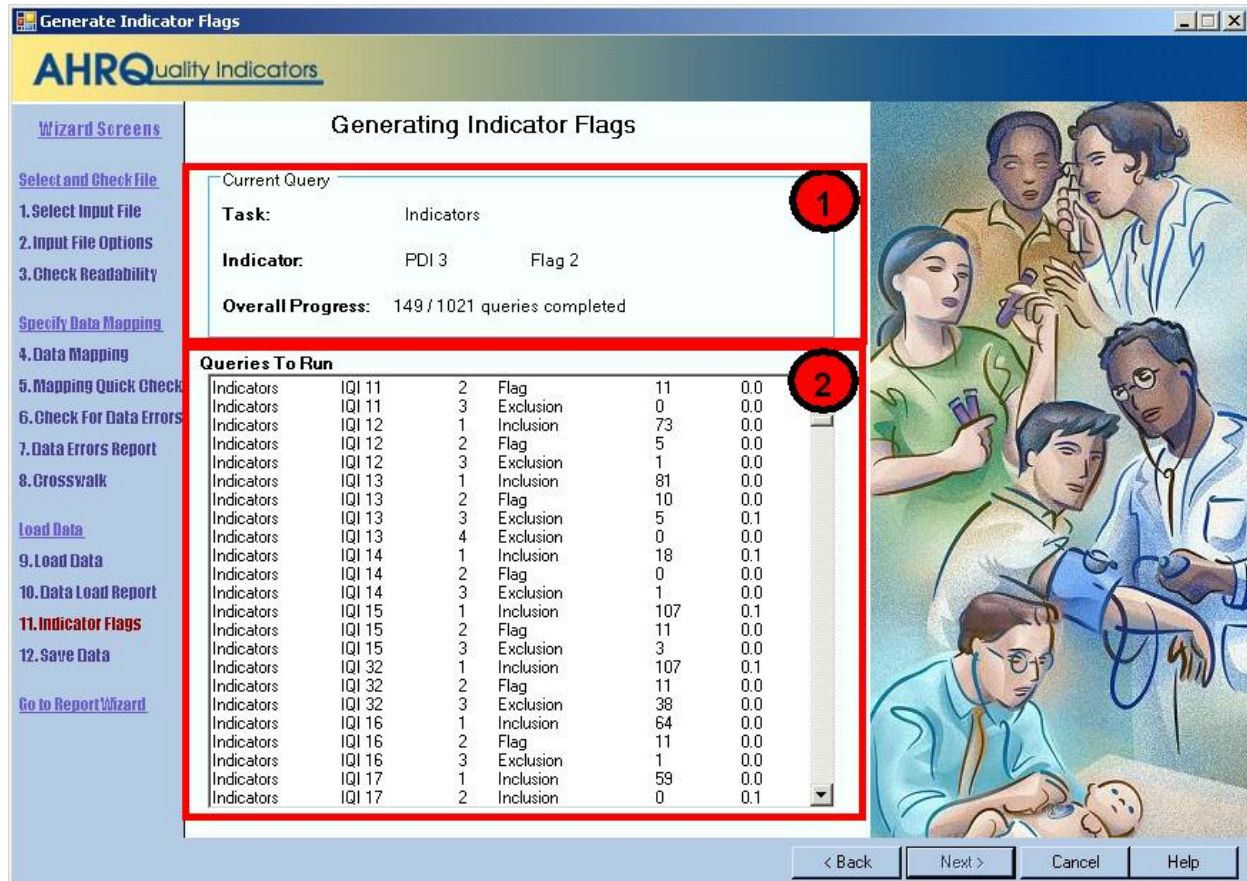 Generate Indicator Flags
AHRQuality Indicators
Wizard Screens
Select and Check File
1.Select Input File
2.Input File Options
3.Check Readability
Specify Data Mapping
4.Data Mapping
5.Mapping Quick Check
6.Check For Data Errors
7.Data Errors Report
8.Crosswalk
Load Data
9.Load Data
10.Data Load Report
11.Indicator Flags
12.Save Data
Go to Report Wizard
Generating Indicator Flags
Current Query
1
Task: Indicators
Indicator: PDI 3 Flag 2
Overall Progress: 149 / 1021 queries completed
Queries To Run
2
Indicators IQI 11 2 Flag 11 0.0
Indicators IQI 11 3 Exclusion 0 0.0
Indicators IQI 12 1 Inclusion 73 0.0
Indicators IQI 12 2 Flag 5 0.0
Indicators IQI 12 3 Exclusion 1 0.0
Indicators IQI 13 1 Inclusion 81 0.0
Indicators IQI 13 2 Flag 10 0.0
Indicators IQI 13 3 Exclusion 5 0.1
Indicators IQI 13 4 Exclusion 0 0.0
Indicators IQI 14 1 Inclusion 18 0.1
Indicators IQI 14 2 Flag 0 0.0
Indicators IQI 14 3 Exclusion 1 0.0
Indicators IQI 15 1 Inclusion 107 0.1
Indicators IQI 15 2 Flag 11 0.0
Indicators IQI 15 3 Exclusion 3 0.0
Indicators IQI 32 1 Inclusion 107 0.1
Indicators IQI 32 2 Flag 11 0.0
Indicators IQI 32 3 Exclusion 38 0.0
Indicators IQI 16 1 Inclusion 64 0.0
Indicators IQI 16 2 Flag 11 0.0
Indicators IQI 16 3 Exclusion 1 0.0
Indicators IQI 17 1 Inclusion 59 0.0
Indicators IQI 17 2 Inclusion 0 0.1
< Back
Next >
Cancel
Help